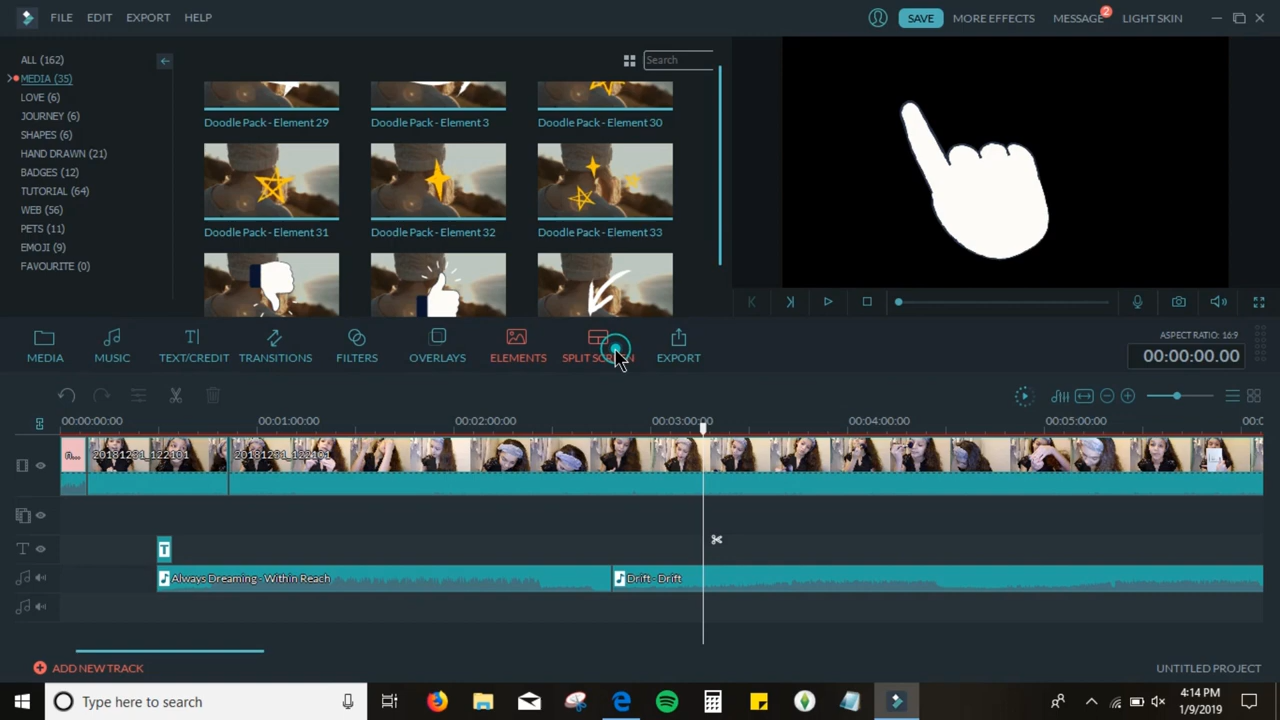 FILE EDIT EXPORT HELP
SAVE MORE EFFECTS MESSAGE 2 LIGHT SKIN
ALL (162)
MEDIA (35)
LOVE (6)
JOURNEY (6)
SHAPES (6)
HAND DRAWN (21)
BADGES (12)
TUTORIAL (64)
WEB (56)
PETS (11)
EMOJI (9)
FAVOURITE (0)
Search
Doodle Pack - Element 29 Doodle Pack - Element 3 Doodle Pack - Element 30
Doodle Pack - Element 31 Doodle Pack - Element 32 Doodle Pack - Element 33
MEDIA MUSIC TEXT/CREDIT TRANSITIONS FILTERS OVERLAYS ELEMENTS SPLIT SCREEN EXPORT
ASPECT RATIO: 16:9
00:00:00.00
00:00:00:00 00:01:00:00 00:02:00:00 00:03:00:00 00:04:00:00 00:05:00:00
A... 20181231_122101 20181231_122101
T T
Always Dreaming - Within Reach Drift - Drift
ADD NEW TRACK UNTITLED PROJECT
Type here to search
4:14 PM
1/9/2019